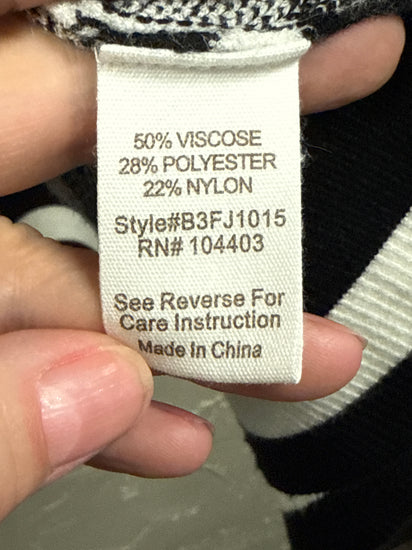 50% VISCOSE
28% POLYESTER
22% NYLON
Style#B3FJ1015
RN# 104403
See Reverse For
Care Instruction
Made In China